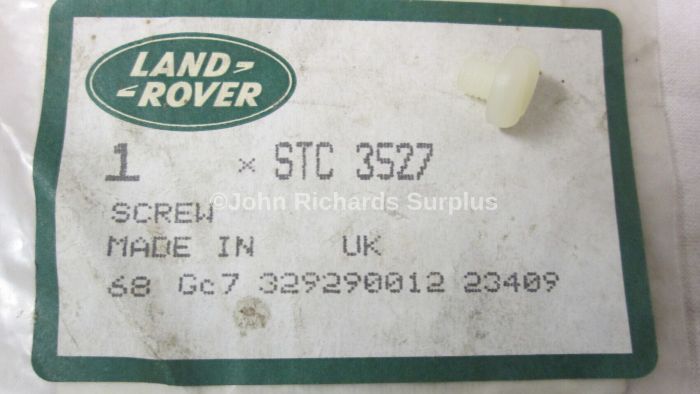 LAND
ROVER
1 × STC 3527
SCREW
©John Richards Surplus
MADE IN UK
68 Gc7 329290012 23409